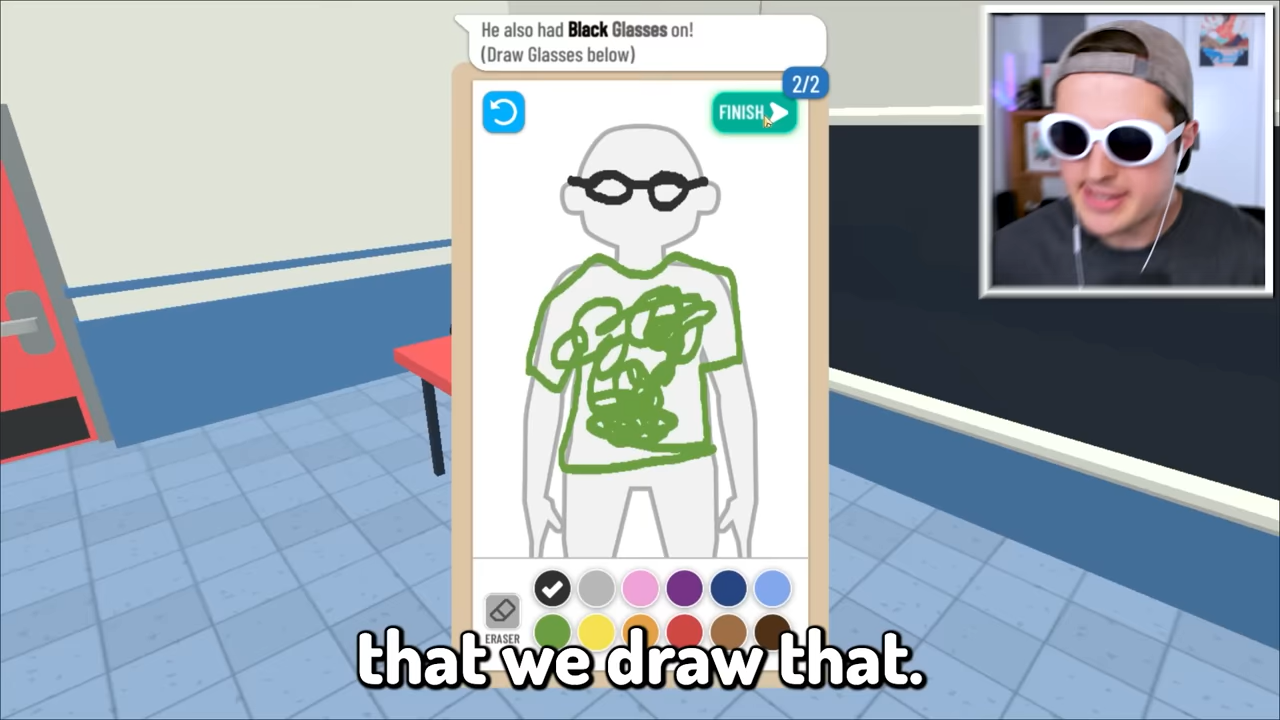 He also had Black Glasses on!
(Draw Glasses below)
2/2
FINISH
ERASER
that we draw that.